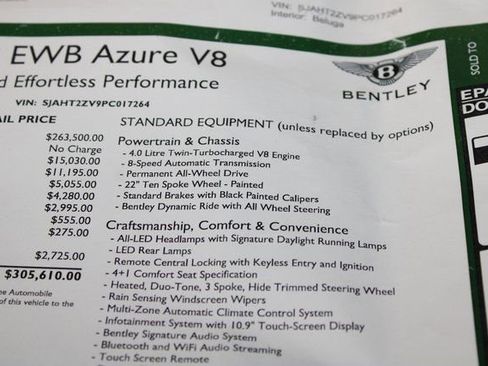 VIN: SJAHT2ZV9PC017264
Interior: Beluga
EWB Azure V8
Effortless Performance
VIN: SJAHT2ZV9PC017264
B
BENTLEY
SOLD TO
EPA
DO
PRICE
$263,500.00
No Charge
$15,030.00
$11,195.00
$5,055.00
$4,280.00
$2,995.00
$555.00
$275.00
$2,725.00
$305,610.00
Automobile
of this vehicle to the
STANDARD EQUIPMENT (unless replaced by options)
Powertrain & Chassis
- 4.0 Litre Twin-Turbocharged V8 Engine
- 8-Speed Automatic Transmission
- Permanent All-Wheel Drive
- 22" Ten Spoke Wheel - Painted
- Standard Brakes with Black Painted Calipers
- Bentley Dynamic Ride with All Wheel Steering
Craftsmanship, Comfort & Convenience
- All-LED Headlamps with Signature Daylight Running Lamps
- LED Rear Lamps
- Remote Central Locking with Keyless Entry and Ignition
- 4+1 Comfort Seat Specification
- Heated, Duo-Tone, 3 Spoke, Hide Trimmed Steering Wheel
- Rain Sensing Windscreen Wipers
- Multi-Zone Automatic Climate Control System
- Infotainment System with 10.9" Touch-Screen Display
- Bentley Signature Audio System
- Bluetooth and WiFi Audio Streaming
- Touch Screen Remote